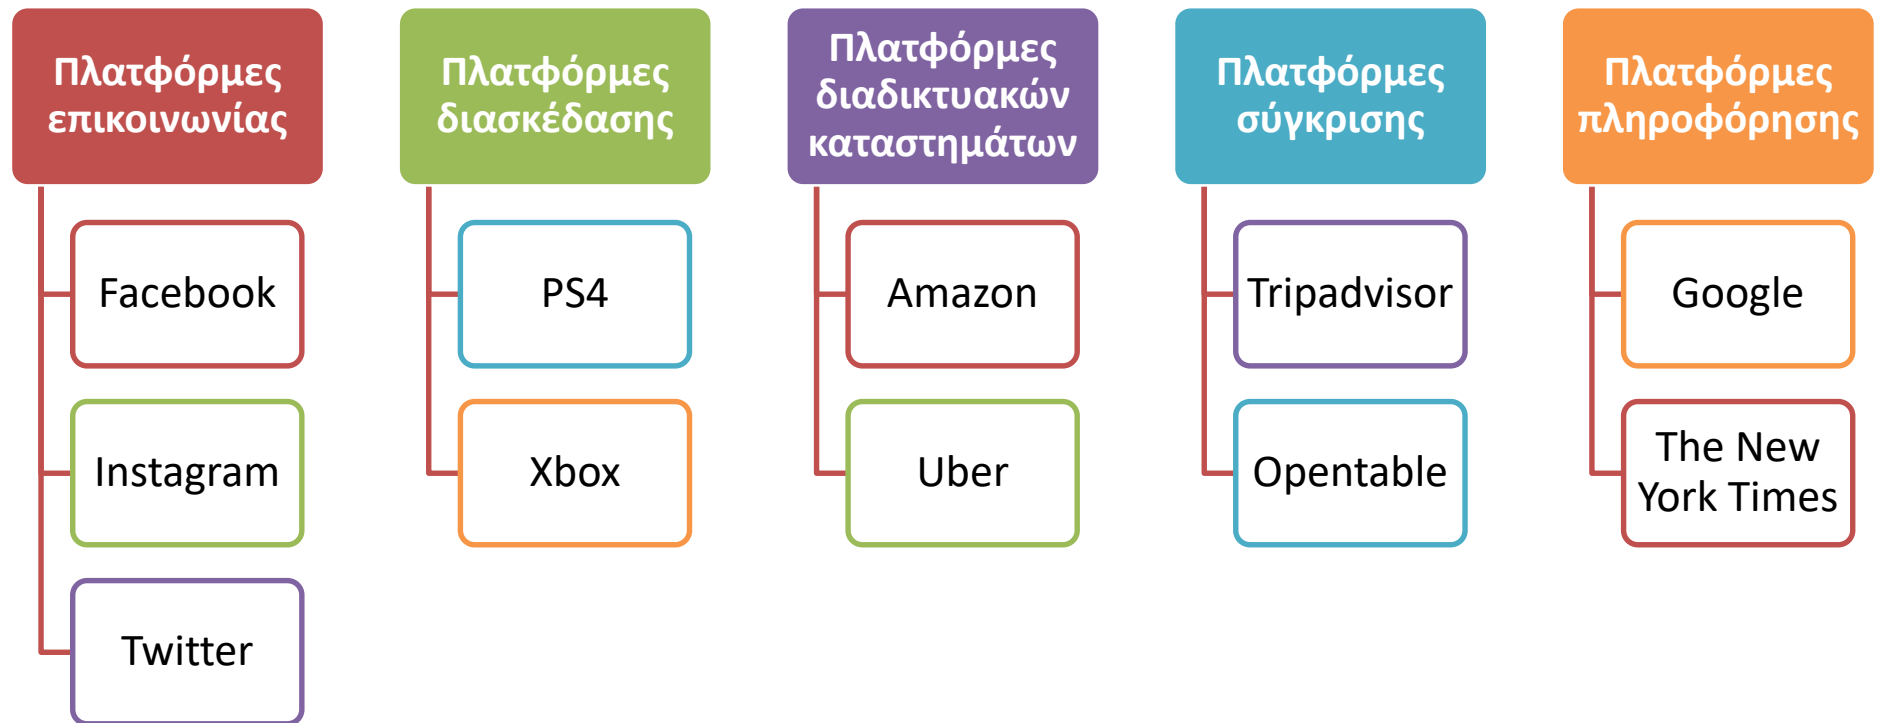 Πλατφόρμες
επικοινωνίας
Facebook
Instagram
Twitter
Πλατφόρμες
διασκέδασης
PS4
Xbox
Πλατφόρμες
διαδικτυακών
καταστημάτων
Amazon
Uber
Πλατφόρμες
σύγκρισης
Tripadvisor
Opentable
Πλατφόρμες
πληροφόρησης
Google
The New
York Times